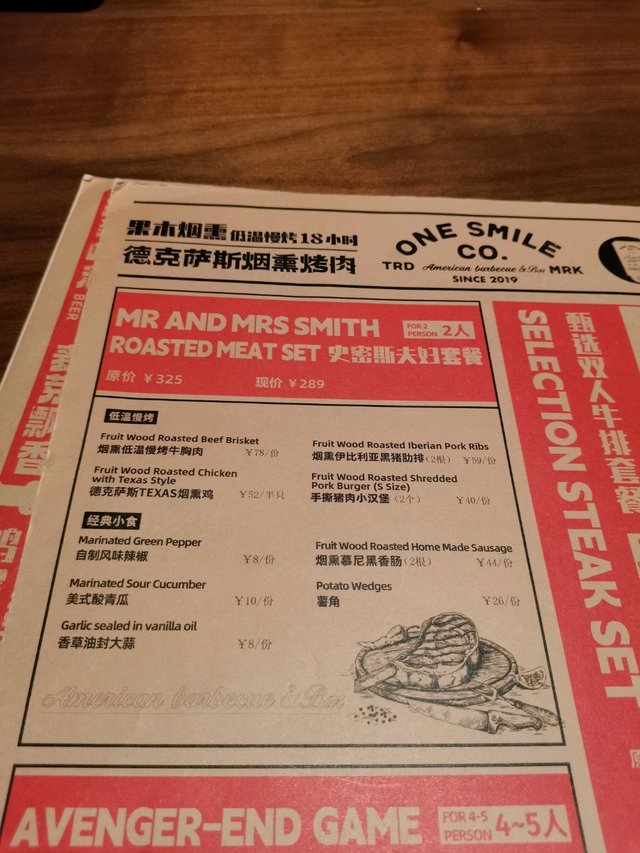 果木烟熏 低温慢烤18小时
德克萨斯烟熏烤肉
ONE SMILE
CO.
TRD American barbecue & Bar MRK
SINCE 2019
MR AND MRS SMITH
FOR 2
PERSON 2人
ROASTED MEAT SET 史密斯夫妇套餐
原价 ¥325 现价 ¥289
低温慢烤
Fruit Wood Roasted Beef Brisket
烟熏低温慢烤牛胸肉 ¥78/份
Fruit Wood Roasted Iberian Pork Ribs
烟熏伊比利亚黑猪肋排(2根) ¥59/份
Fruit Wood Roasted Chicken
with Texas Style
德克萨斯TEXAS烟熏鸡 ¥52/半只
Fruit Wood Roasted Shredded
Pork Burger (S Size)
手撕猪肉小汉堡(2个) ¥40/份
经典小食
Marinated Green Pepper
自制风味辣椒 ¥8/份
Fruit Wood Roasted Home Made Sausage
烟熏慕尼黑香肠(2根) ¥44/份
Marinated Sour Cucumber
美式酸青瓜 ¥10/份
Potato Wedges
薯角 ¥26/份
Garlic sealed in vanilla oil
香草油封大蒜 ¥8/份
American barbecue & Bar
AVENGER-END GAME
FOR 4-5
PERSON 4~5人
甄选双人牛排套餐
SELECTION STEAK SET
BEER
飘香